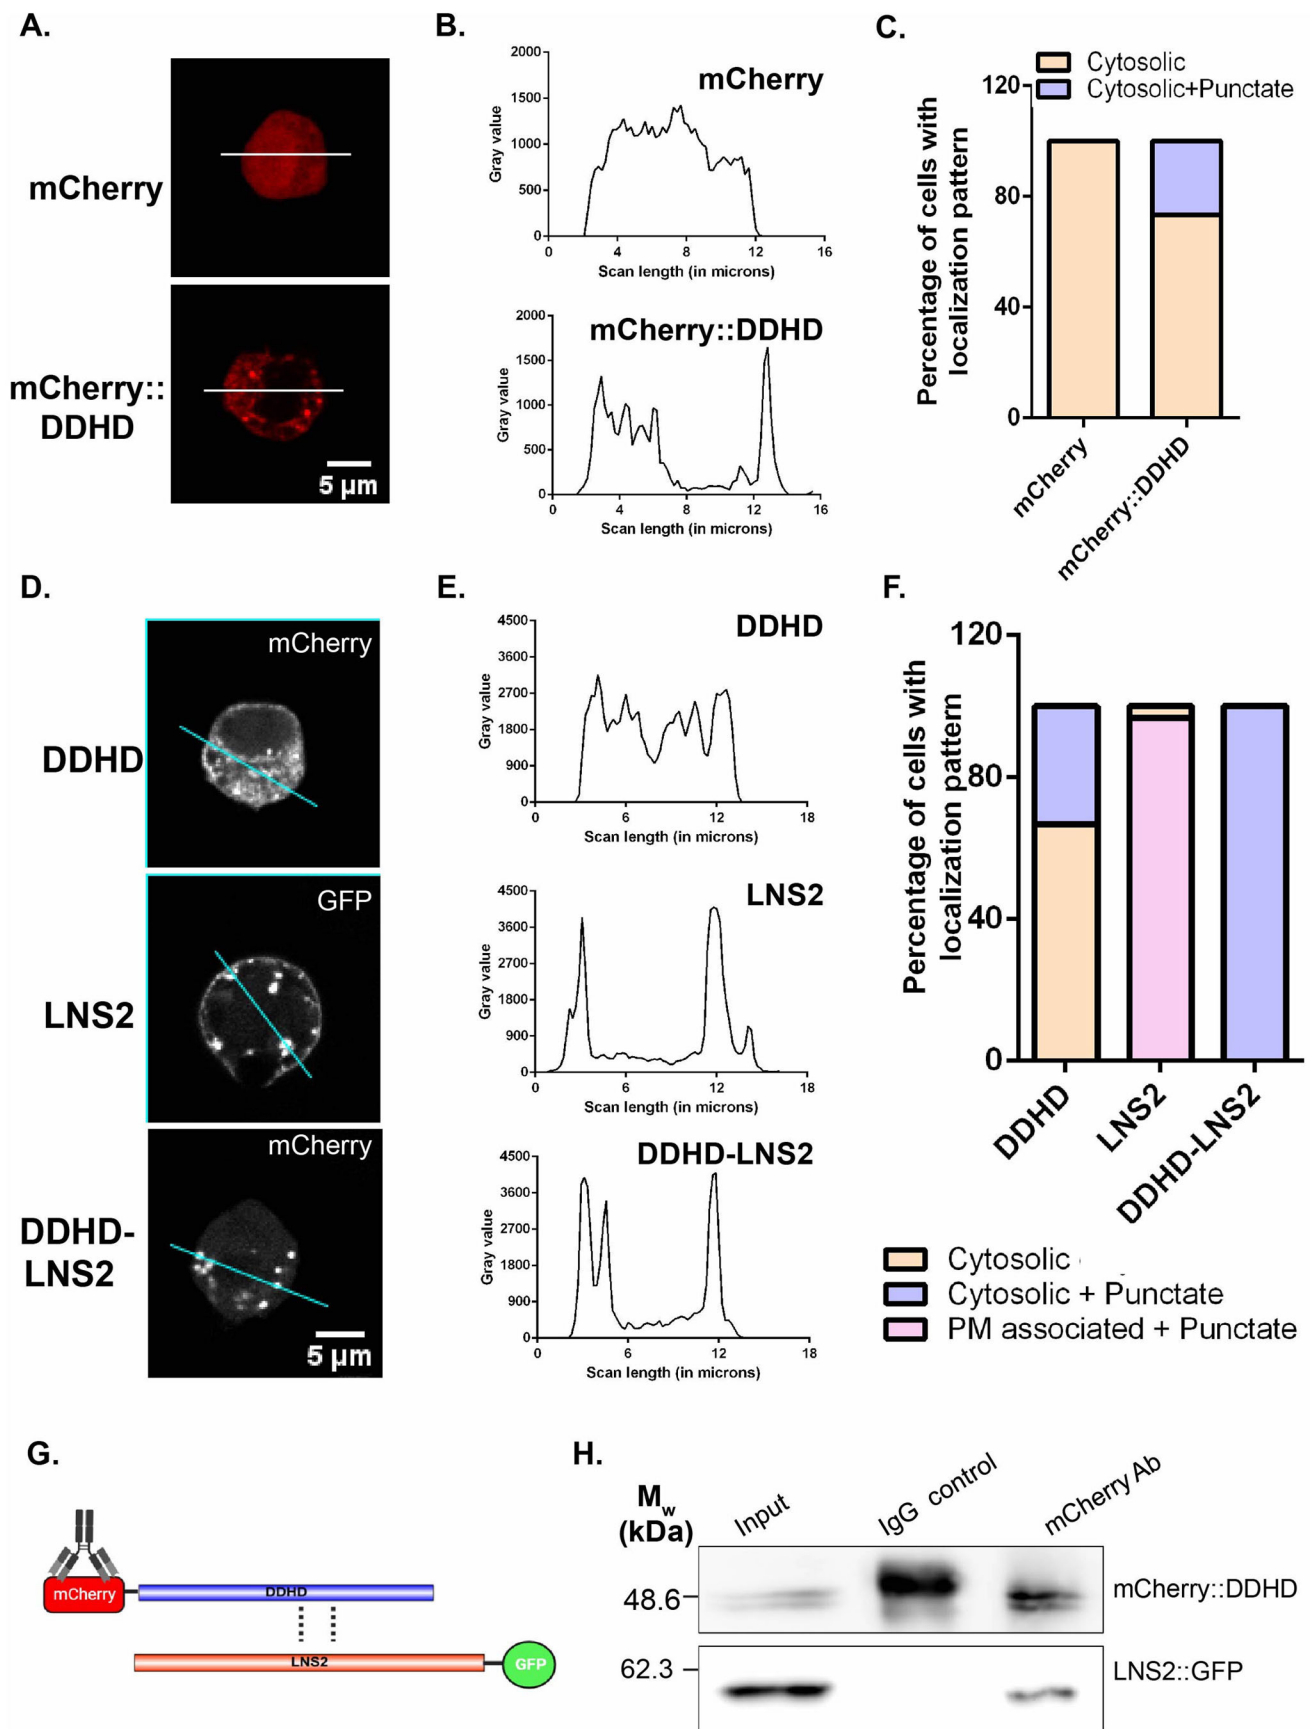 A.
mCherry
mCherry::
DDHD
5 µm
B.
mCherry
2000
1500
1000
500
0
Gray value
0 4 8 12 16
Scan length (in microns)
mCherry::DDHD
2000
1500
1000
500
0
Gray value
0 4 8 12 16
Scan length (in microns)
C.
Cytosolic
Cytosolic+Punctate
120
80
40
0
Percentage of cells with
localization pattern
mCherry
mCherry::DDHD
D.
mCherry
DDHD
GFP
LNS2
mCherry
DDHD-
LNS2
5 µm
E.
DDHD
4500
3600
2700
1800
900
0
Gray value
0 6 12 18
Scan length (in microns)
LNS2
4500
3600
2700
1800
900
0
Gray value
0 6 12 18
Scan length (in microns)
DDHD-LNS2
4500
3600
2700
1800
900
0
Gray value
0 6 12 18
Scan length (in microns)
F.
120
80
40
0
Percentage of cells with
localization pattern
DDHD
LNS2
DDHD-LNS2
Cytosolic
Cytosolic + Punctate
PM associated + Punctate
G.
mCherry
DDHD
LNS2
GFP
H.
Mw
(kDa)
Input
IgG control
mCherry Ab
48.6
mCherry::DDHD
62.3
LNS2::GFP